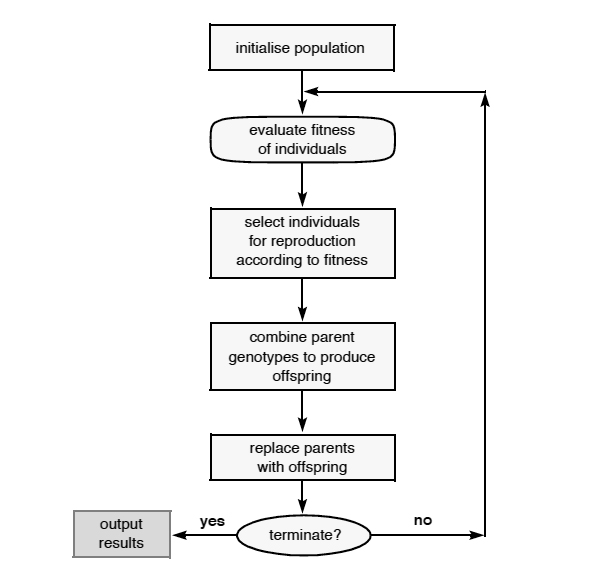 initialise population
evaluate fitness
of individuals
select individuals
for reproduction
according to fitness
combine parent
genotypes to produce
offspring
replace parents
with offspring
terminate?
yes
no
output
results